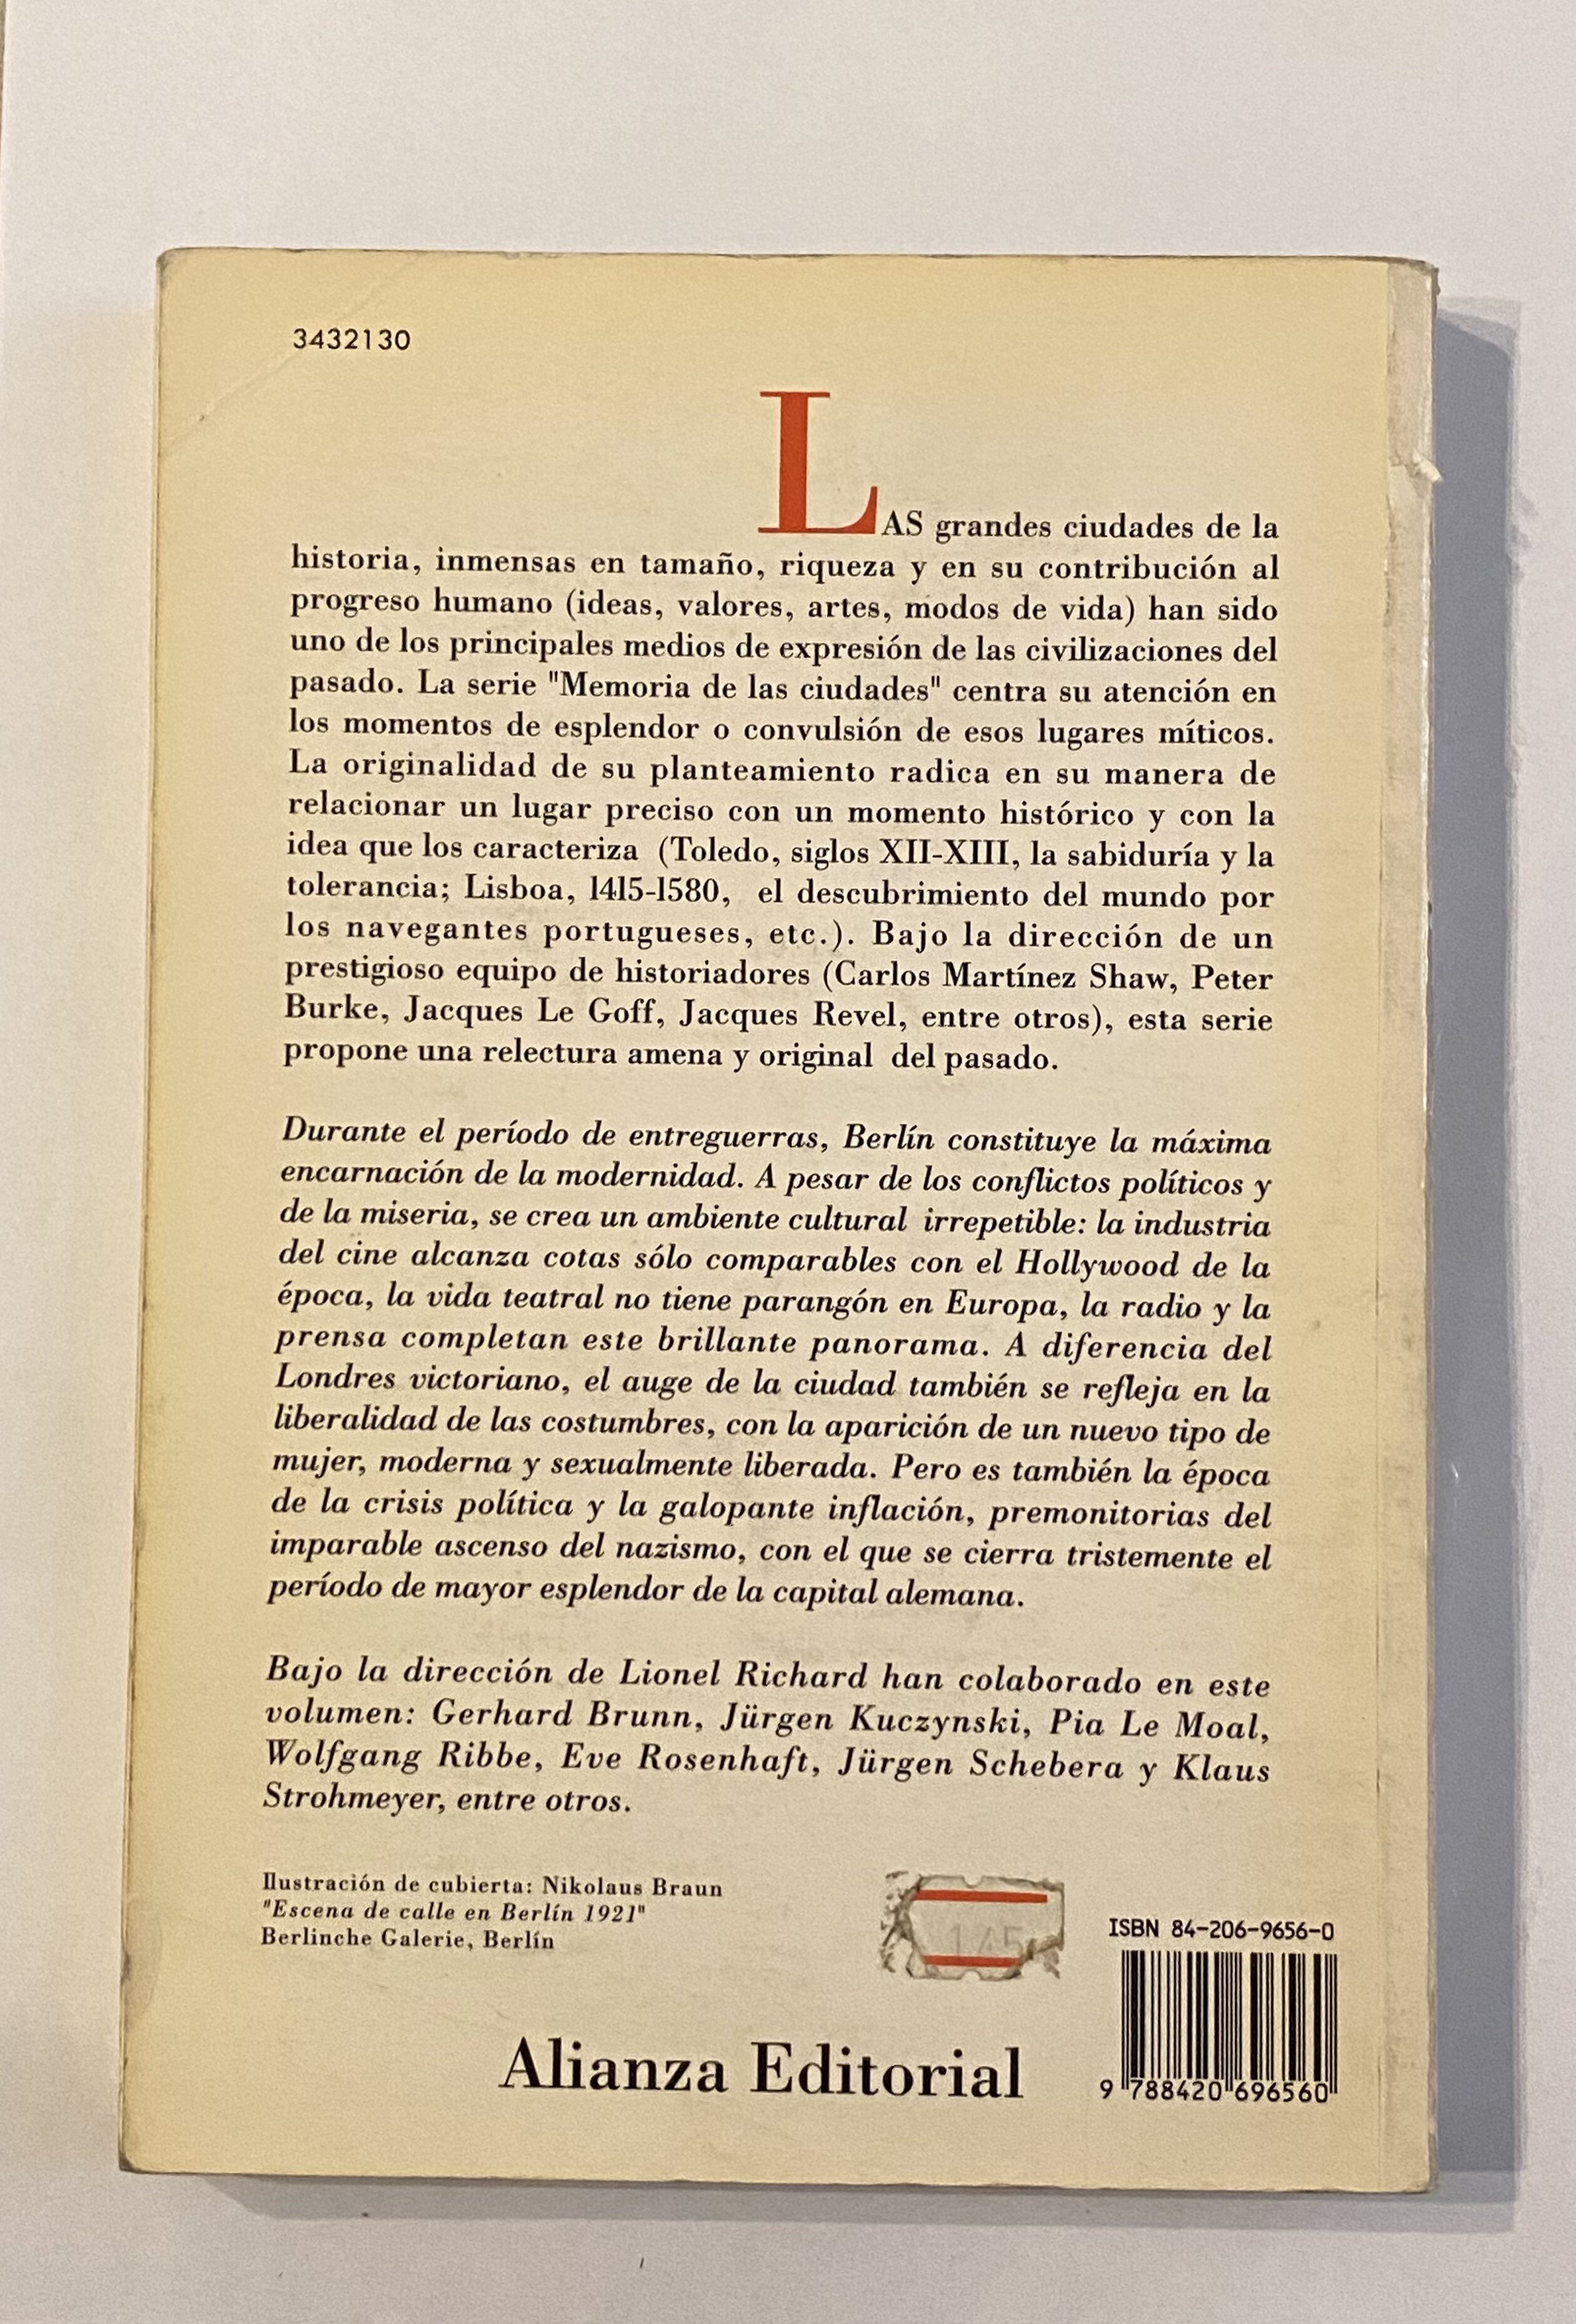 3432130
LAS grandes ciudades de la
historia, inmensas en tamaño, riqueza y en su contribución al
progreso humano (ideas, valores, artes, modos de vida) han sido
uno de los principales medios de expresión de las civilizaciones del
pasado. La serie "Memoria de las ciudades" centra su atención en
los momentos de esplendor o convulsión de esos lugares míticos.
La originalidad de su planteamiento radica en su manera de
relacionar un lugar preciso con un momento histórico y con la
idea que los caracteriza (Toledo, siglos XII-XIII, la sabiduría y la
tolerancia; Lisboa, 1415-1580, el descubrimiento del mundo por
los navegantes portugueses, etc.). Bajo la dirección de un
prestigioso equipo de historiadores (Carlos Martínez Shaw, Peter
Burke, Jacques Le Goff, Jacques Revel, entre otros), esta serie
propone una relectura amena y original del pasado.
Durante el período de entreguerras, Berlín constituye la máxima
encarnación de la modernidad. A pesar de los conflictos políticos y
de la miseria, se crea un ambiente cultural irrepetible: la industria
del cine alcanza cotas sólo comparables con el Hollywood de la
época, la vida teatral no tiene parangón en Europa, la radio y la
prensa completan este brillante panorama. A diferencia del
Londres victoriano, el auge de la ciudad también se refleja en la
liberalidad de las costumbres, con la aparición de un nuevo tipo de
mujer, moderna y sexualmente liberada. Pero es también la época
de la crisis política y la galopante inflación, premonitorias del
imparable ascenso del nazismo, con el que se cierra tristemente el
período de mayor esplendor de la capital alemana.
Bajo la dirección de Lionel Richard han colaborado en este
volumen: Gerhard Brunn, Jürgen Kuczynski, Pia Le Moal,
Wolfgang Ribbe, Eve Rosenhaft, Jürgen Schebera y Klaus
Strohmeyer, entre otros.
Ilustración de cubierta: Nikolaus Braun
"Escena de calle en Berlín 1921"
Berlinche Galerie, Berlín
ISBN 84-206-9656-0
9 788420 696560
Alianza Editorial